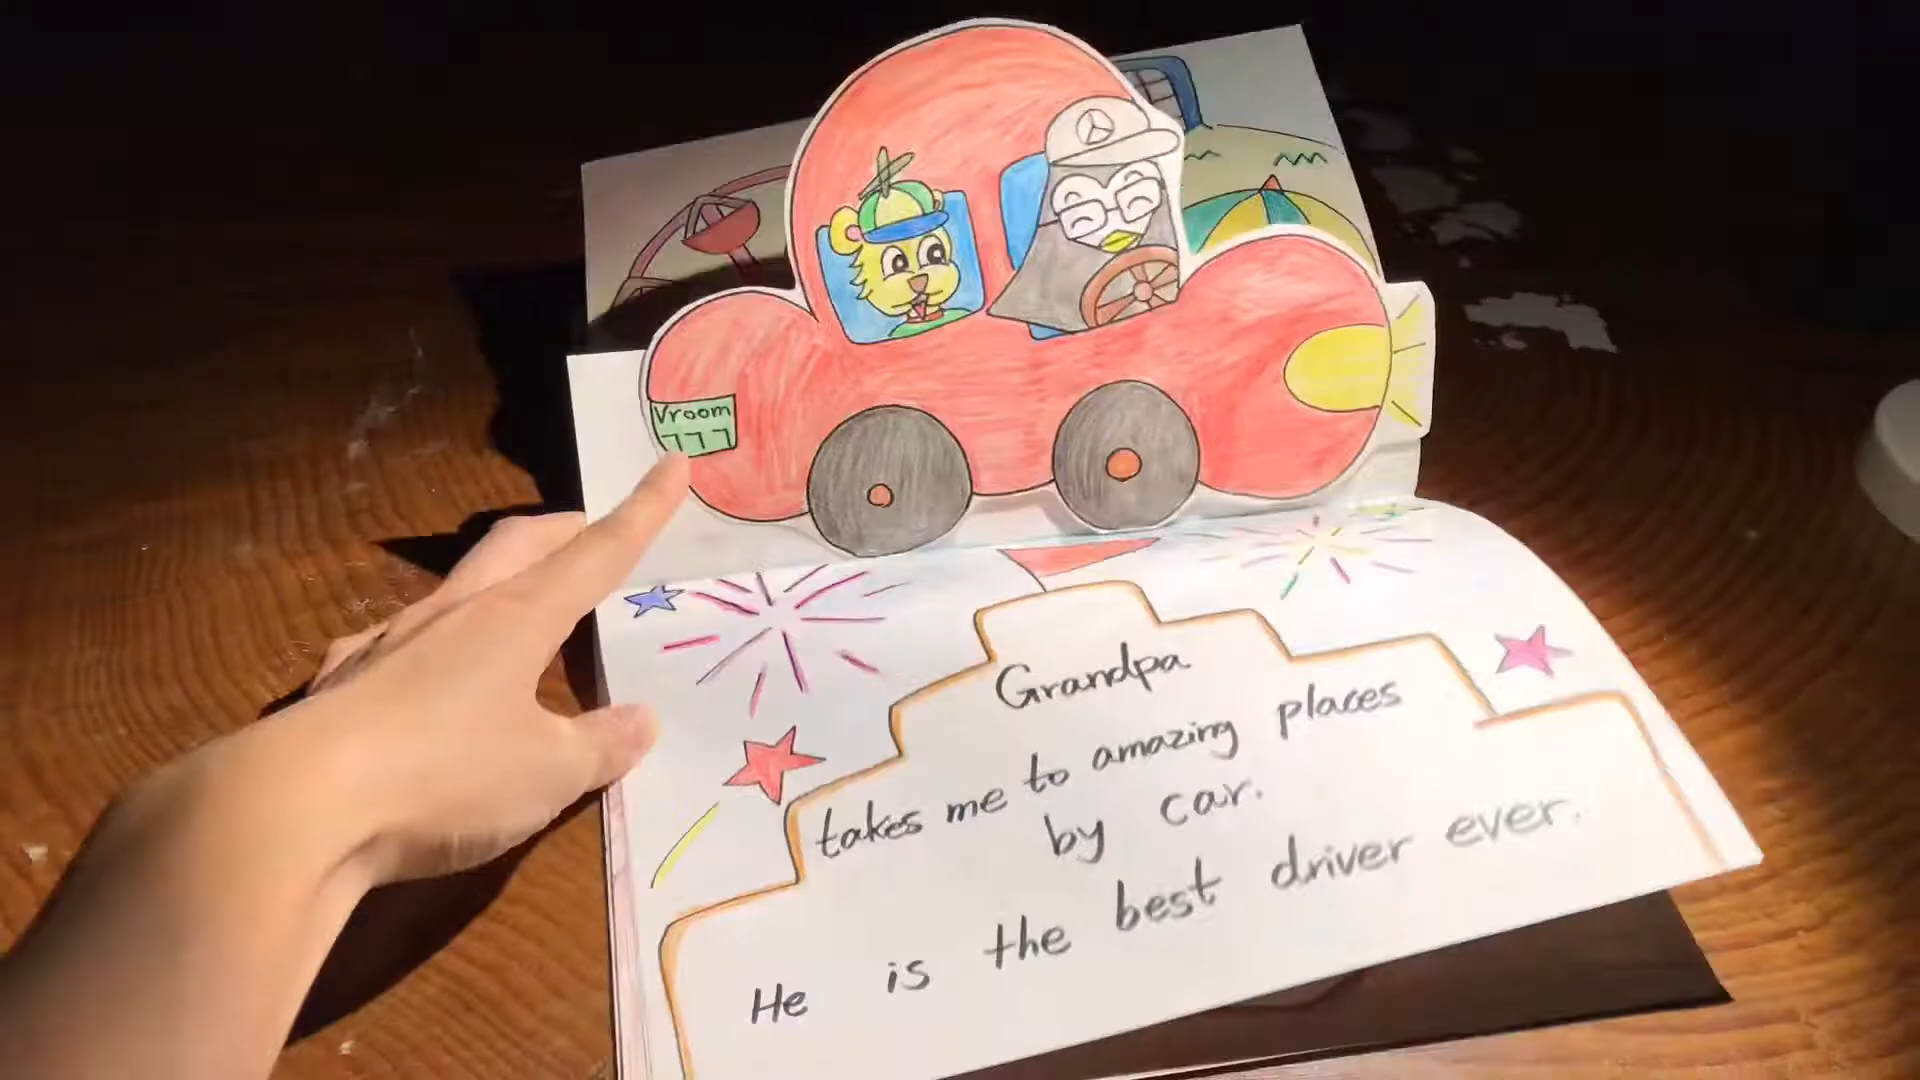 Vroom
777
Grandpa
takes me to amazing places
by car.
He is the best driver ever.